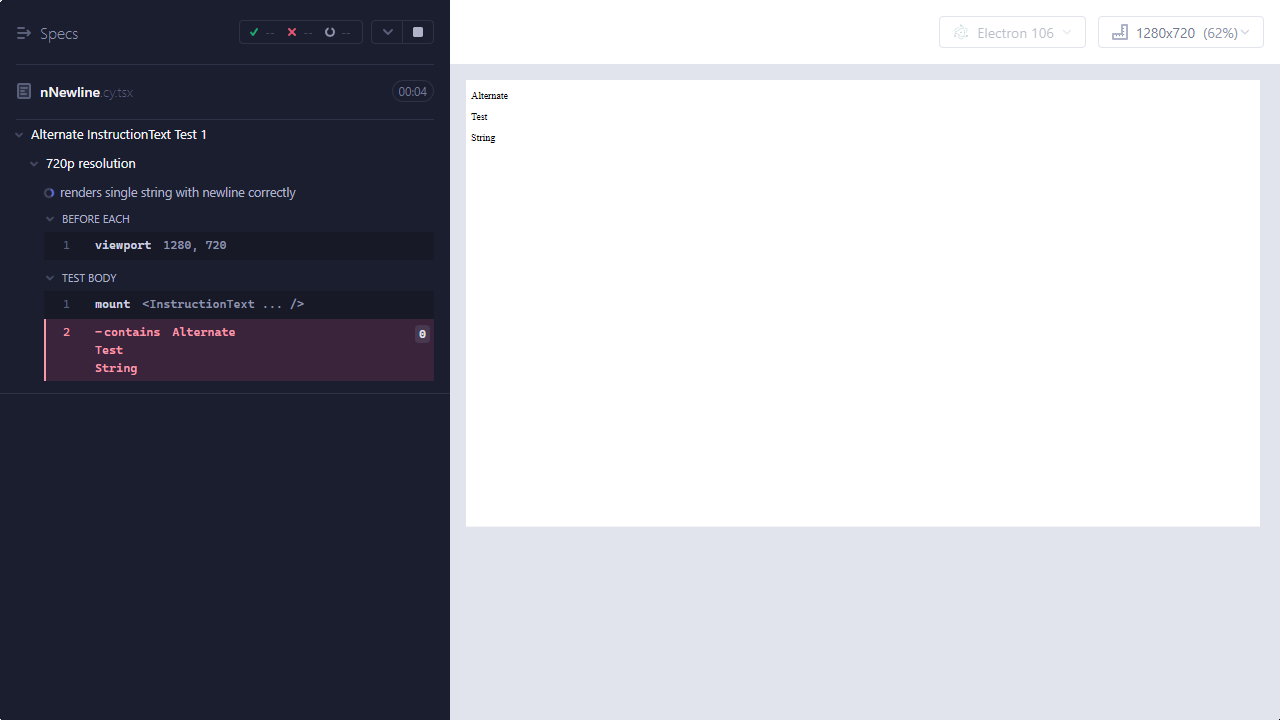 Specs
-- -- --
nNewline.cy.tsx
00:04
Alternate InstructionText Test 1
720p resolution
renders single string with newline correctly
BEFORE EACH
1 viewport 1280, 720
TEST BODY
1 mount <InstructionText ... />
2 -contains Alternate
0
Test
String
Electron 106
1280x720 (62%)
Alternate
Test
String